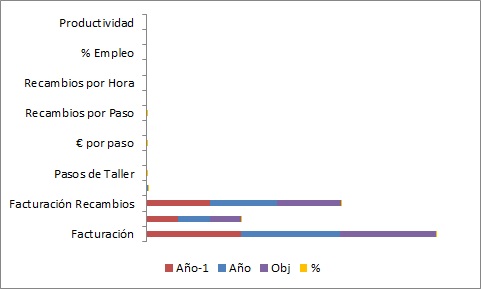 Productividad
% Empleo
Recambios por Hora
Recambios por Paso
€ por paso
Pasos de Taller
Facturación Recambios
Facturación
Año-1 Año Obj %